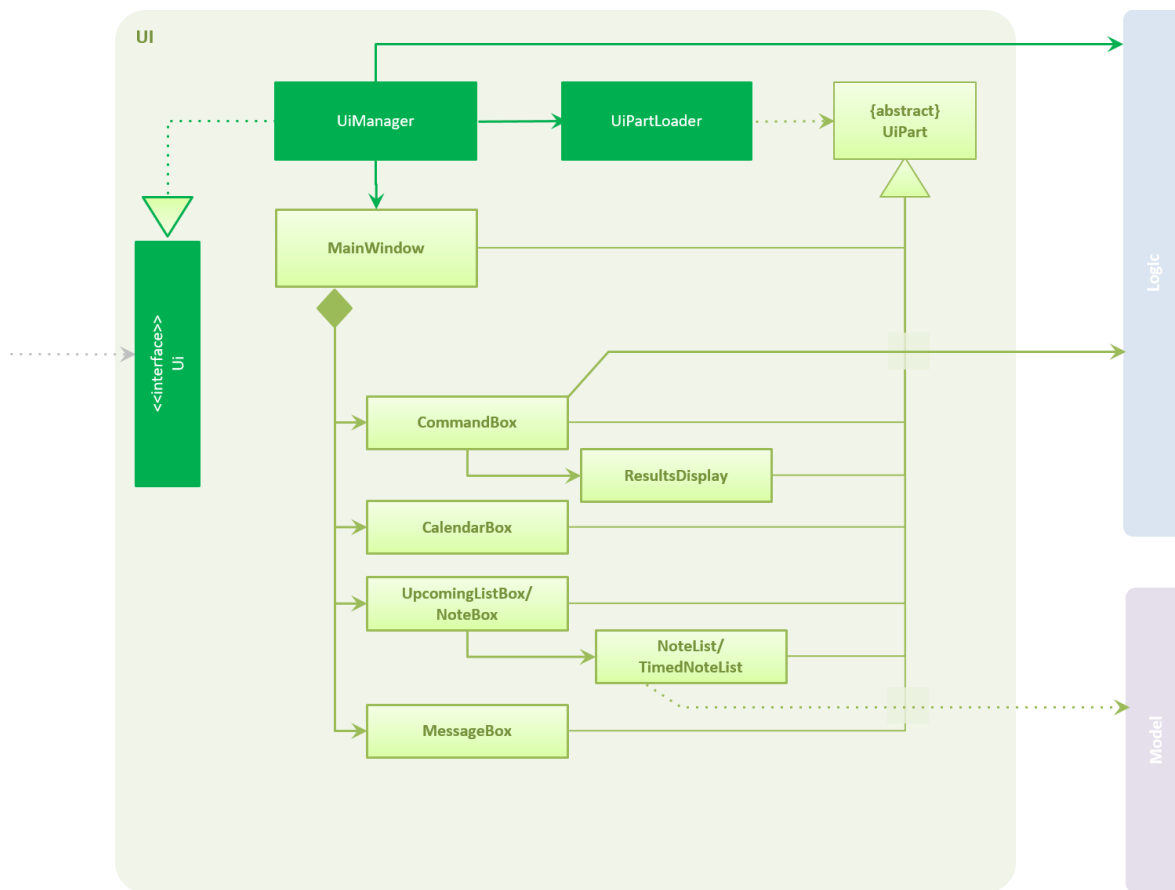 UI
UiManager
UiPartLoader
{abstract}
UiPart
MainWindow
Logic
<<interface>>
Ui
CommandBox
ResultsDisplay
CalendarBox
UpcomingListBox/
NoteBox
NoteList/
TimedNoteList
MessageBox
Model